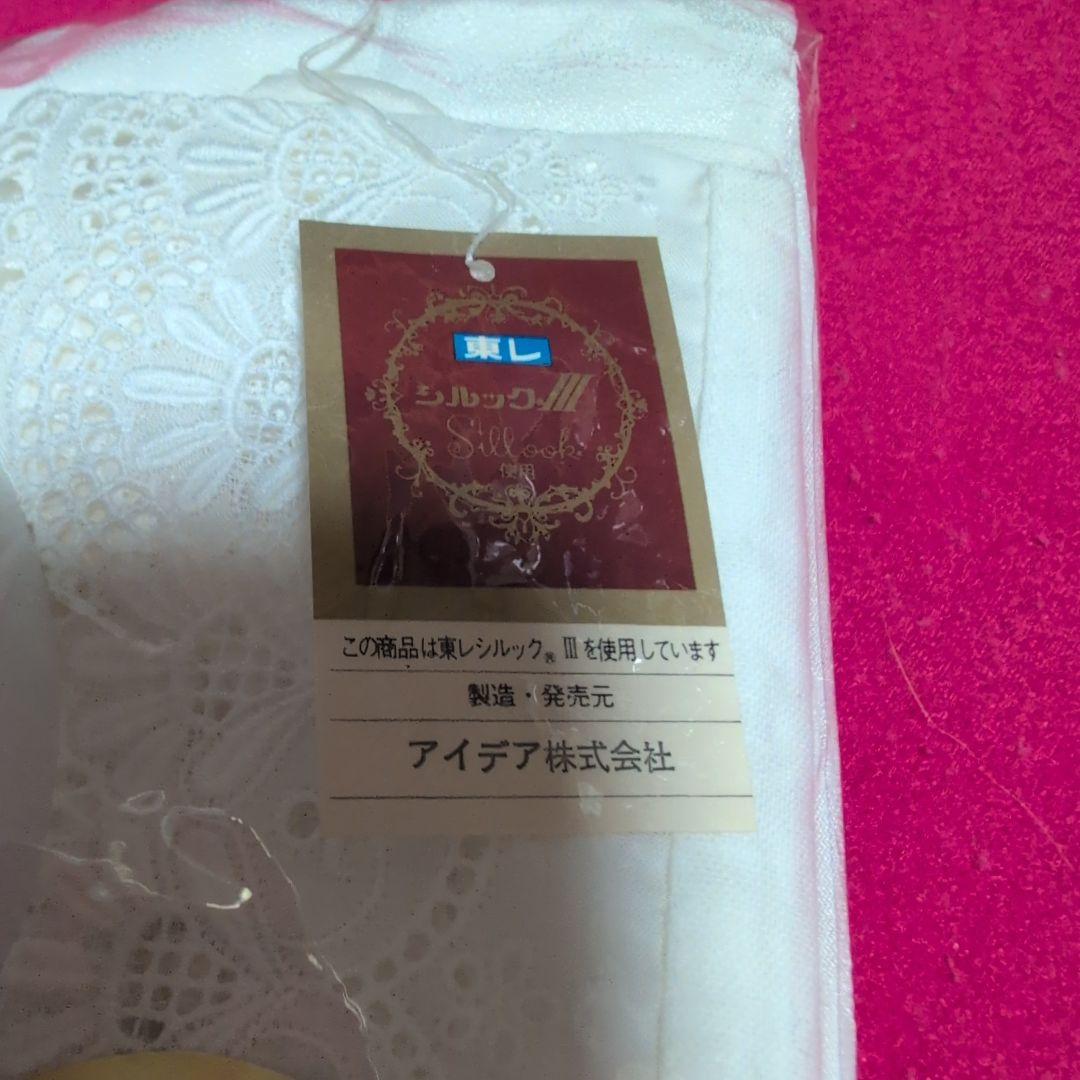 東レ
シルック・III
Sillook
使用
この商品は東レシルック® IIIを使用しています
製造・発売元
アイデア株式会社